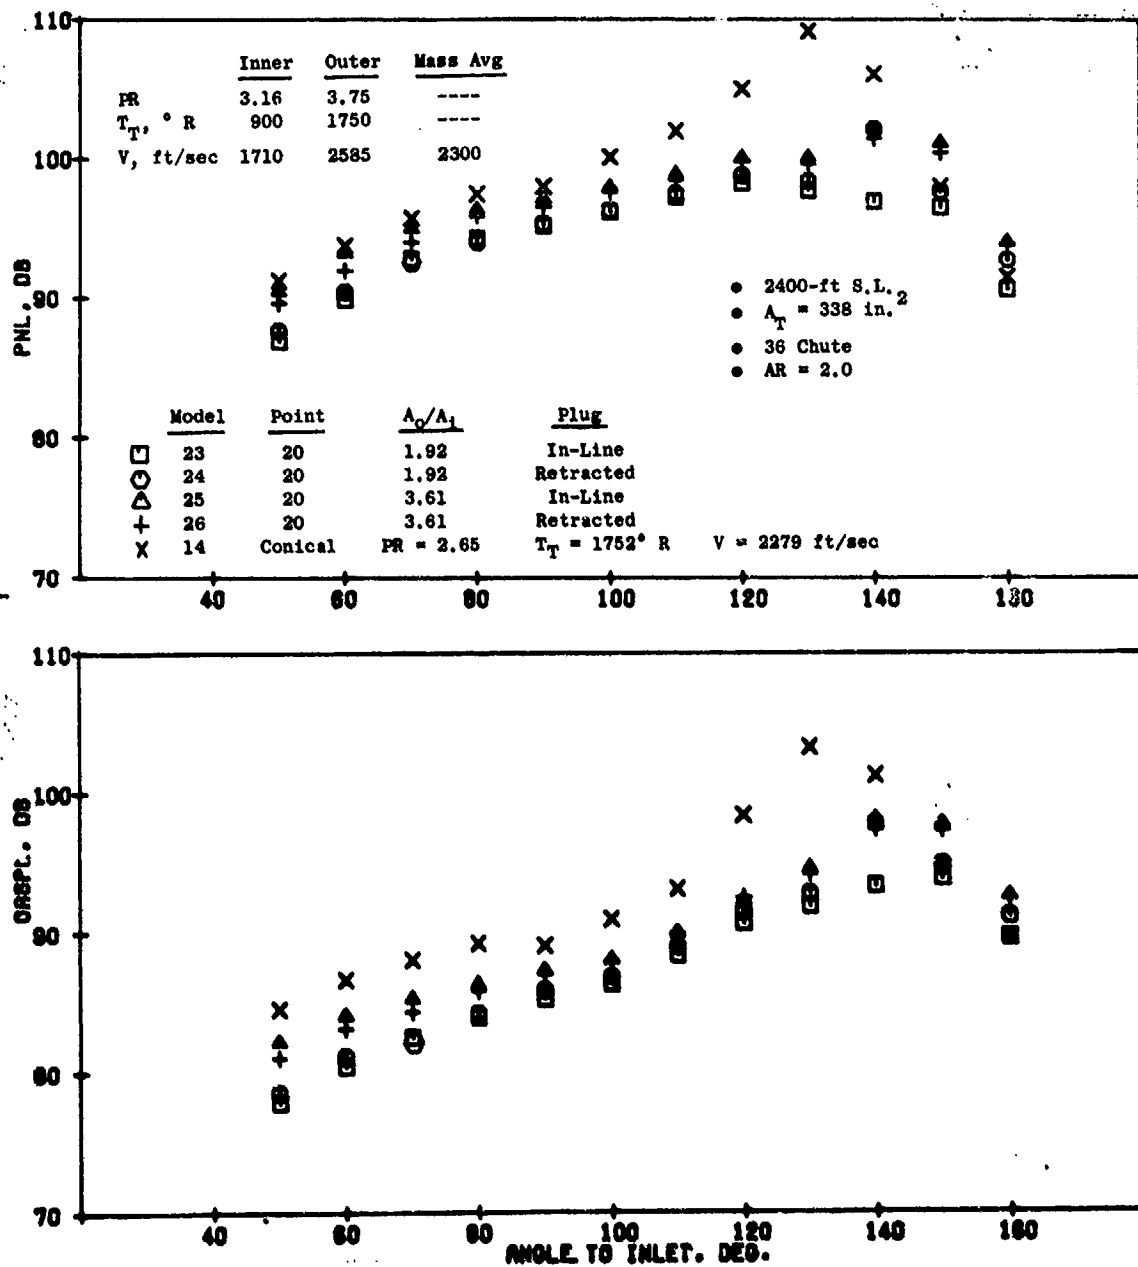 110
Inner Outer Mass Avg
PR 3.16 3.75 ----
T_T, ° R 900 1750 ----
V, ft/sec 1710 2585 2300
100
90
PNL, DB
● 2400-ft S.L.
● A_T = 338 in.²
● 36 Chute
● AR = 2.0
Model Point A_o/A_i Plug
80
23 20 1.92 In-Line
24 20 1.92 Retracted
25 20 3.61 In-Line
26 20 3.61 Retracted
14 Conical PR = 2.65 T_T = 1752° R V = 2279 ft/sec
70
40 60 80 100 120 140 160
110
100
OASPL, DB
90
80
70
40 60 80 100 120 140 160
ANGLE TO INLET, DEG.